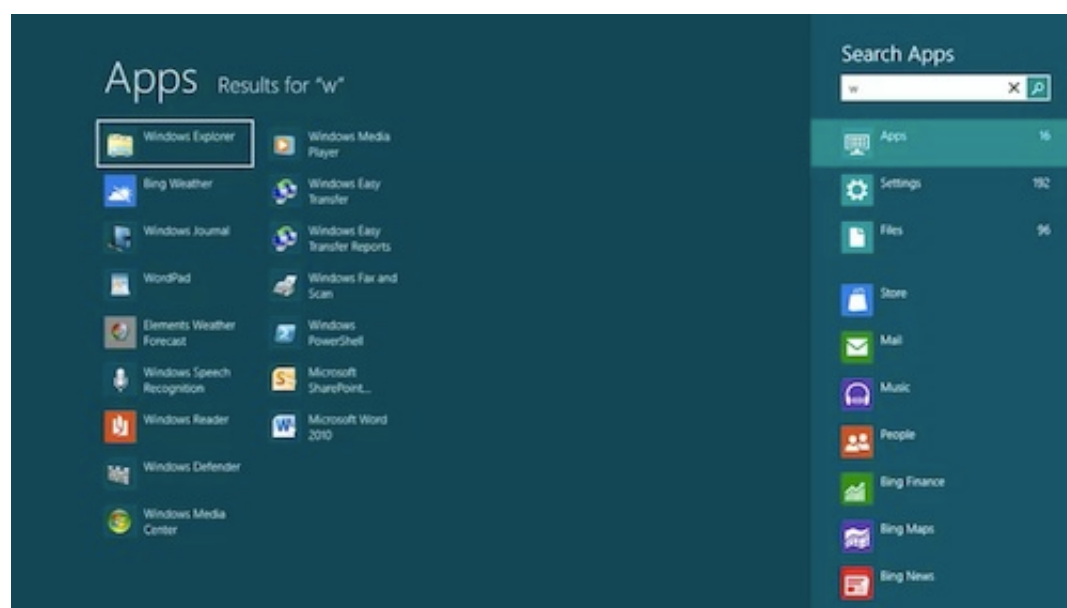 Apps Results for "w"
Windows Explorer
Bing Weather
Windows Journal
WordPad
Elements Weather
Forecast
Windows Speech
Recognition
Windows Reader
Windows Defender
Windows Media
Center
Windows Media
Player
Windows Easy
Transfer
Windows Easy
Transfer Reports
Windows Fax and
Scan
Windows
PowerShell
Microsoft
SharePoint...
Microsoft Word
2010
Search Apps
w
Apps 16
Settings 192
Files 96
Store
Mail
Music
People
Bing Finance
Bing Maps
Bing News